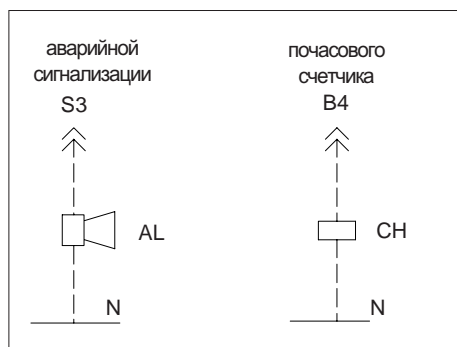 аварийной
сигнализации
S3
AL
N
почасового
счетчика
B4
CH
N